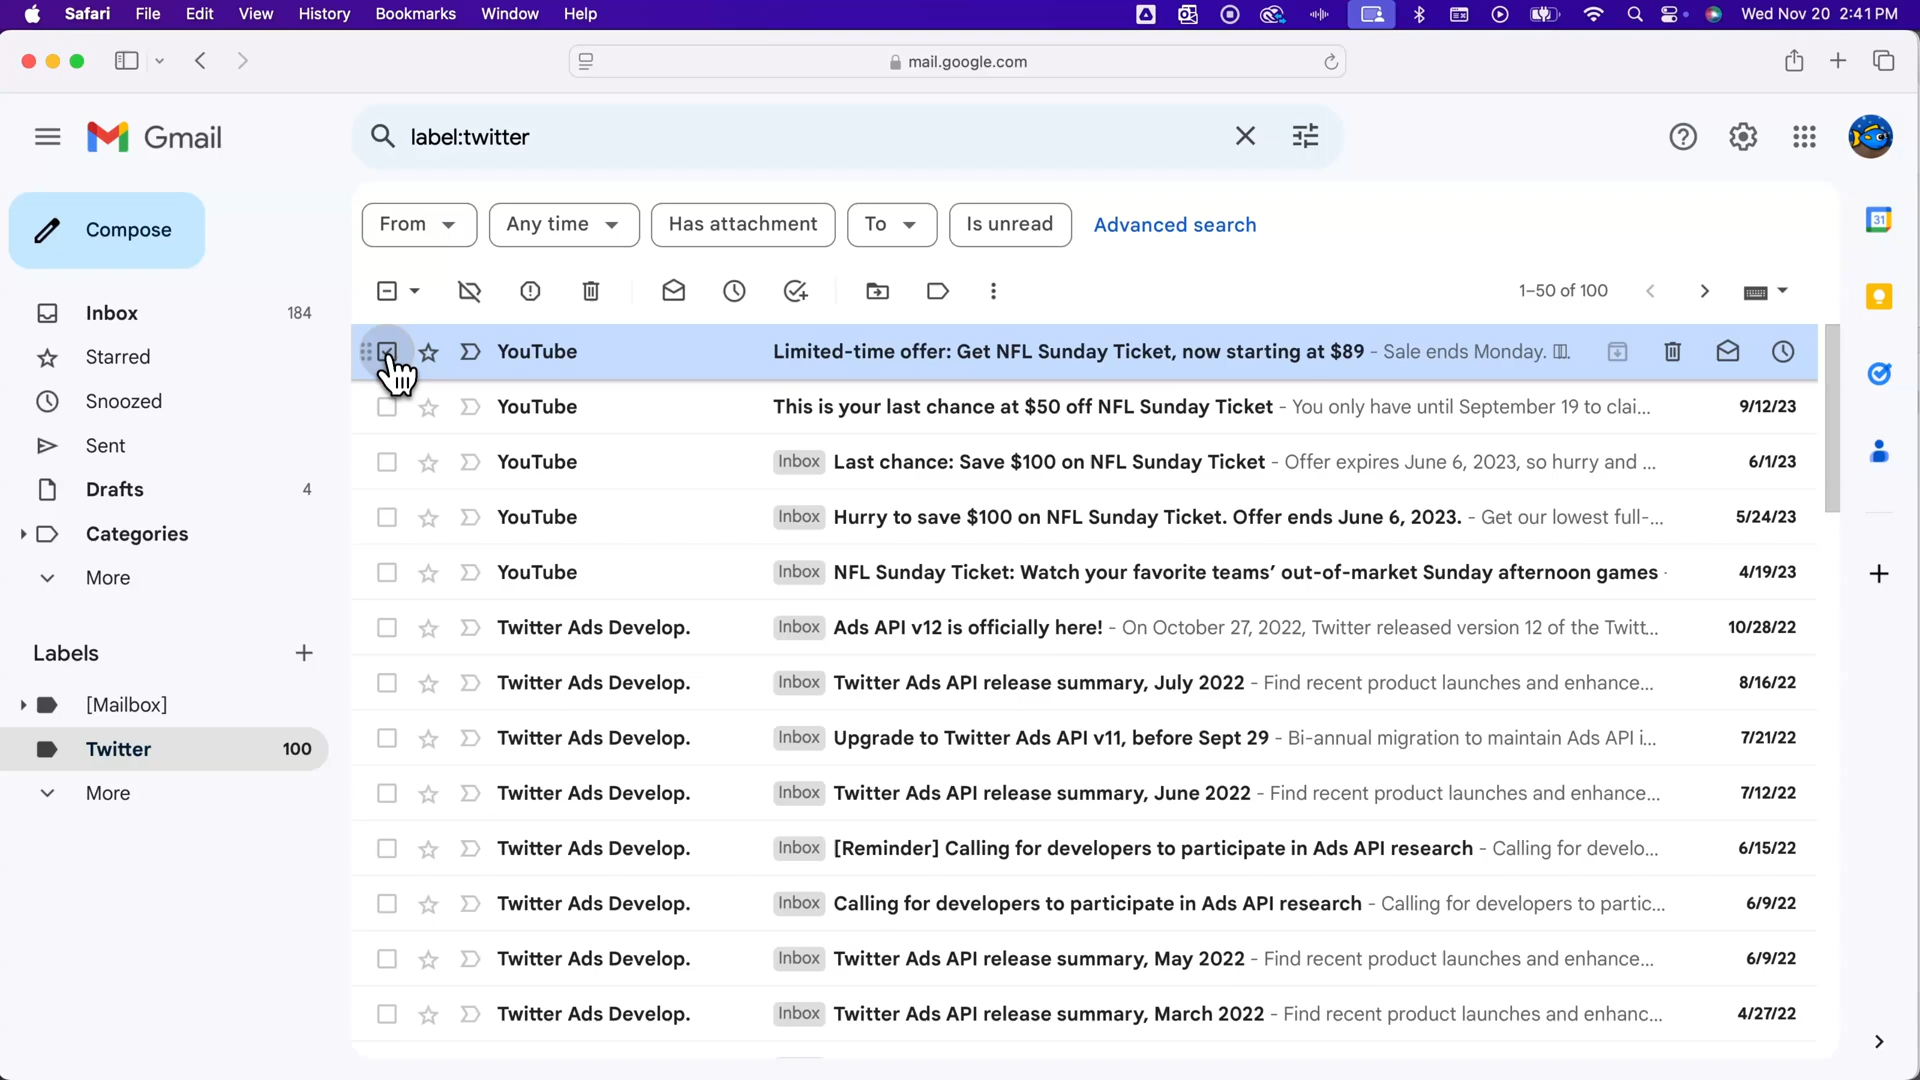 Safari File Edit View History Bookmarks Window Help Wed Nov 20 2:41 PM
mail.google.com
Gmail label:twitter
Compose From Any time Has attachment To Is unread Advanced search
31
1–50 of 100
Inbox 184
Starred
Snoozed
Sent
Drafts 4
Categories
More
Labels
[Mailbox]
Twitter 100
More
YouTube Limited-time offer: Get NFL Sunday Ticket, now starting at $89 - Sale ends Monday.
YouTube This is your last chance at $50 off NFL Sunday Ticket - You only have until September 19 to clai... 9/12/23
YouTube Inbox Last chance: Save $100 on NFL Sunday Ticket - Offer expires June 6, 2023, so hurry and ... 6/1/23
YouTube Inbox Hurry to save $100 on NFL Sunday Ticket. Offer ends June 6, 2023. - Get our lowest full-... 5/24/23
YouTube Inbox NFL Sunday Ticket: Watch your favorite teams’ out-of-market Sunday afternoon games - 4/19/23
Twitter Ads Develop. Inbox Ads API v12 is officially here! - On October 27, 2022, Twitter released version 12 of the Twitt... 10/28/22
Twitter Ads Develop. Inbox Twitter Ads API release summary, July 2022 - Find recent product launches and enhance... 8/16/22
Twitter Ads Develop. Inbox Upgrade to Twitter Ads API v11, before Sept 29 - Bi-annual migration to maintain Ads API i... 7/21/22
Twitter Ads Develop. Inbox Twitter Ads API release summary, June 2022 - Find recent product launches and enhance... 7/12/22
Twitter Ads Develop. Inbox [Reminder] Calling for developers to participate in Ads API research - Calling for develo... 6/15/22
Twitter Ads Develop. Inbox Calling for developers to participate in Ads API research - Calling for developers to partic... 6/9/22
Twitter Ads Develop. Inbox Twitter Ads API release summary, May 2022 - Find recent product launches and enhance... 6/9/22
Twitter Ads Develop. Inbox Twitter Ads API release summary, March 2022 - Find recent product launches and enhanc... 4/27/22